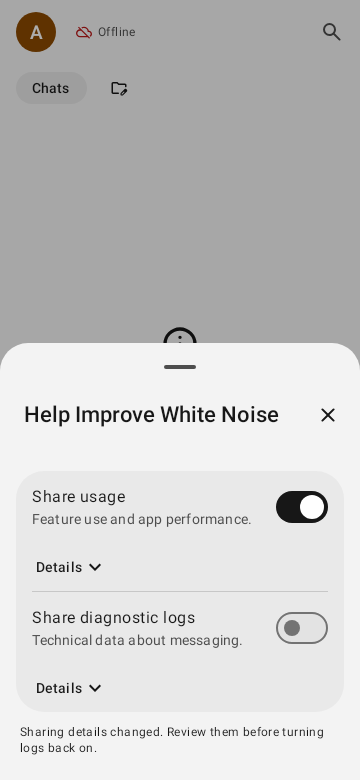 A
Offline
Chats
Help Improve White Noise
Share usage
Feature use and app performance.
Details
Share diagnostic logs
Technical data about messaging.
Details
Sharing details changed. Review them before turning
logs back on.